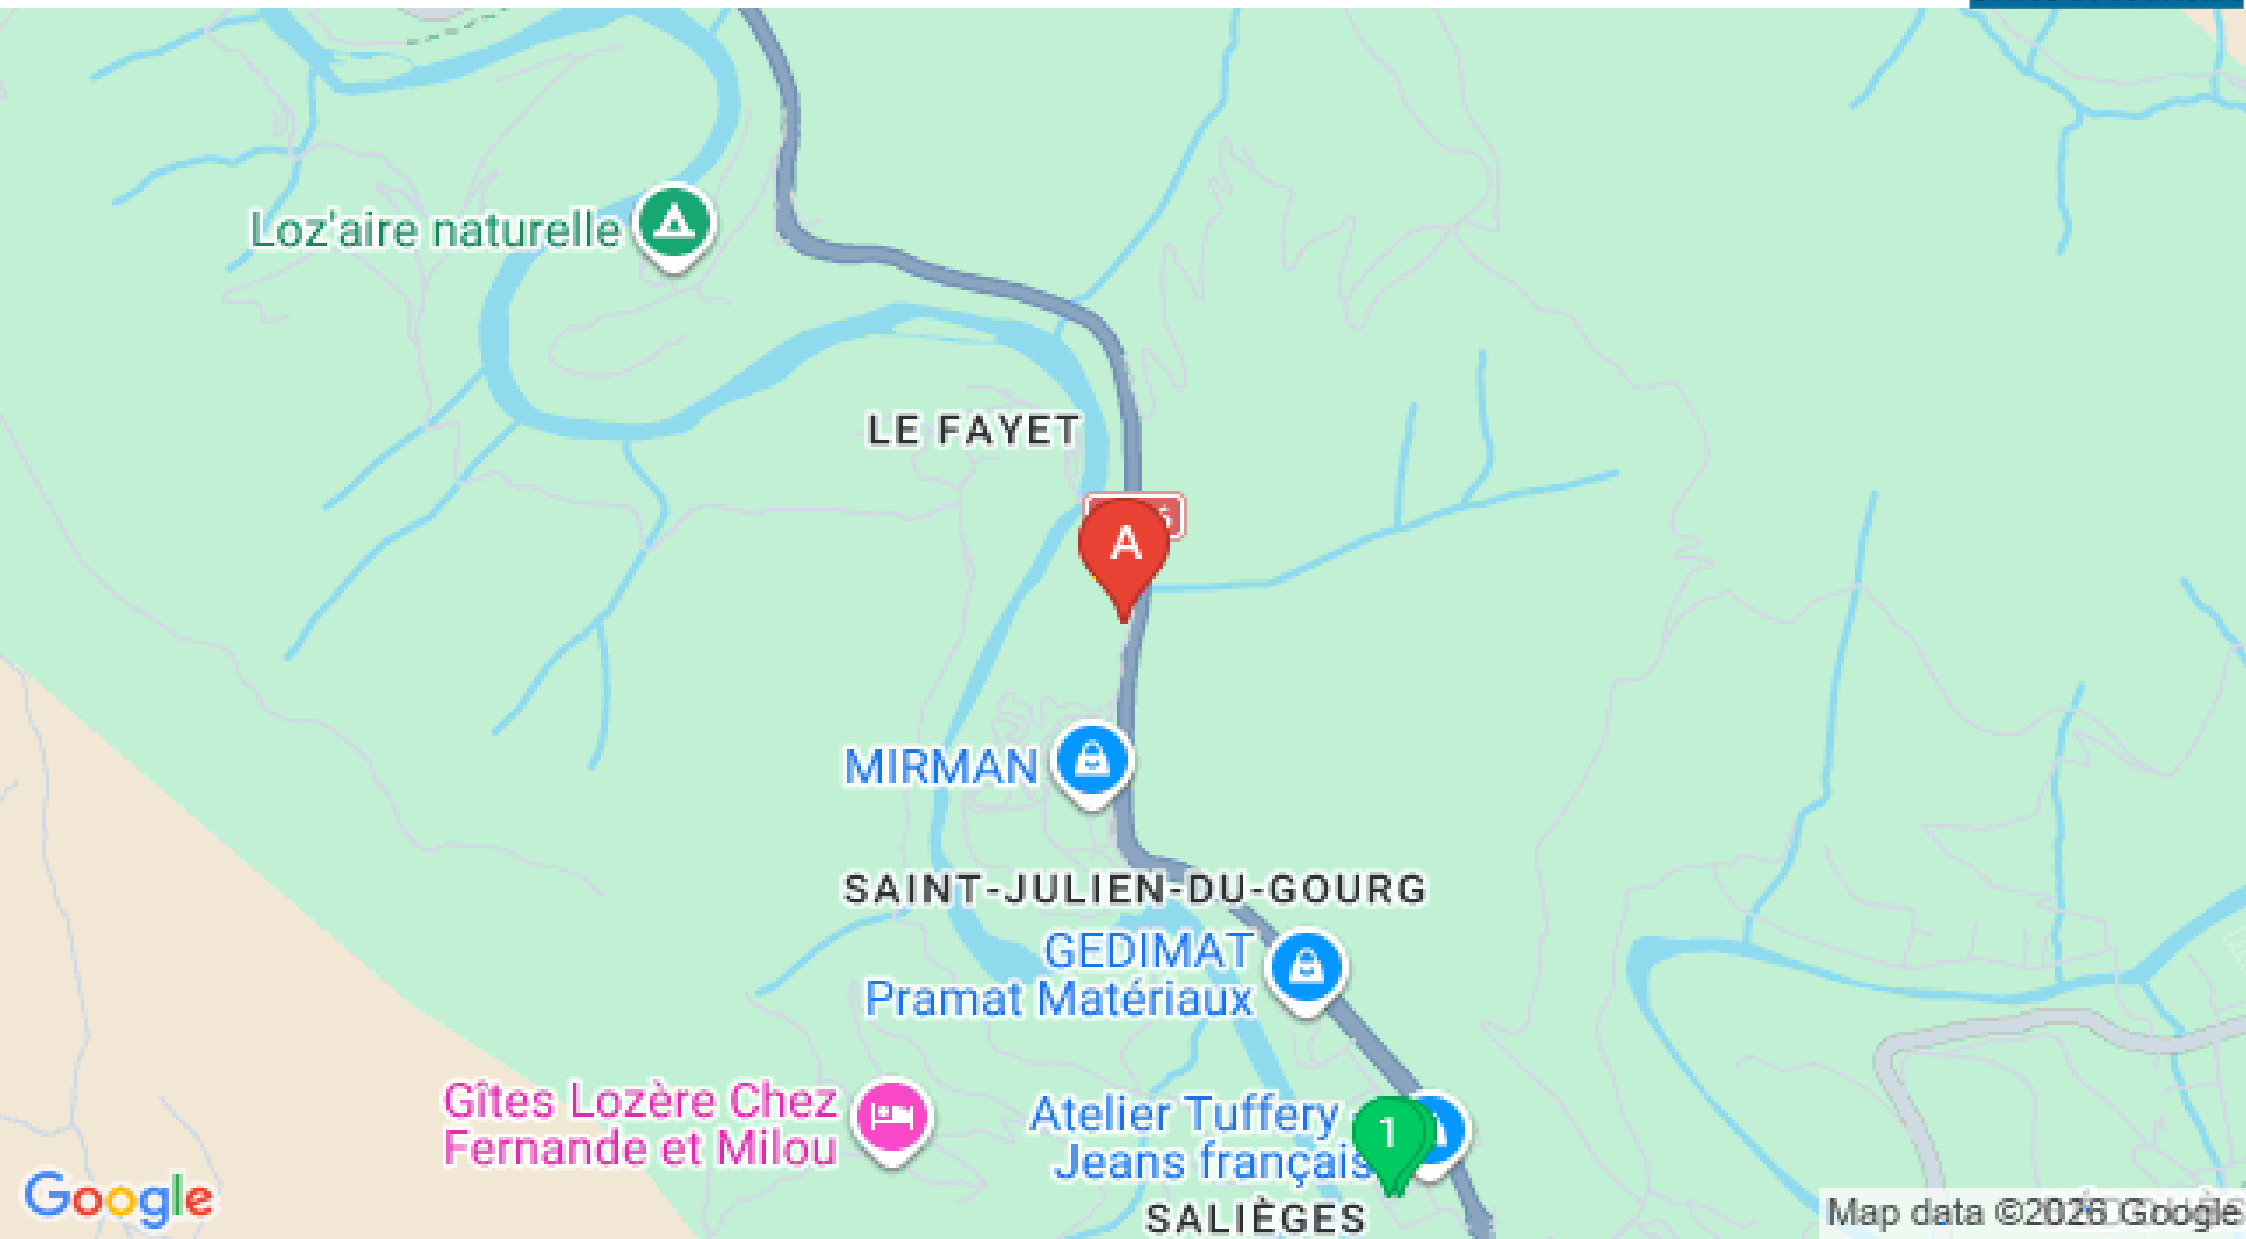 Loz'aire naturelle
LE FAYET
A
MIRMAN
SAINT-JULIEN-DU-GOURG
GEDIMAT
Pramat Matériaux
Gîtes Lozère Chez
Fernande et Milou
Atelier Tuffery
Jeans français
1
SALIÈGES
Google
Map data ©2026 Google